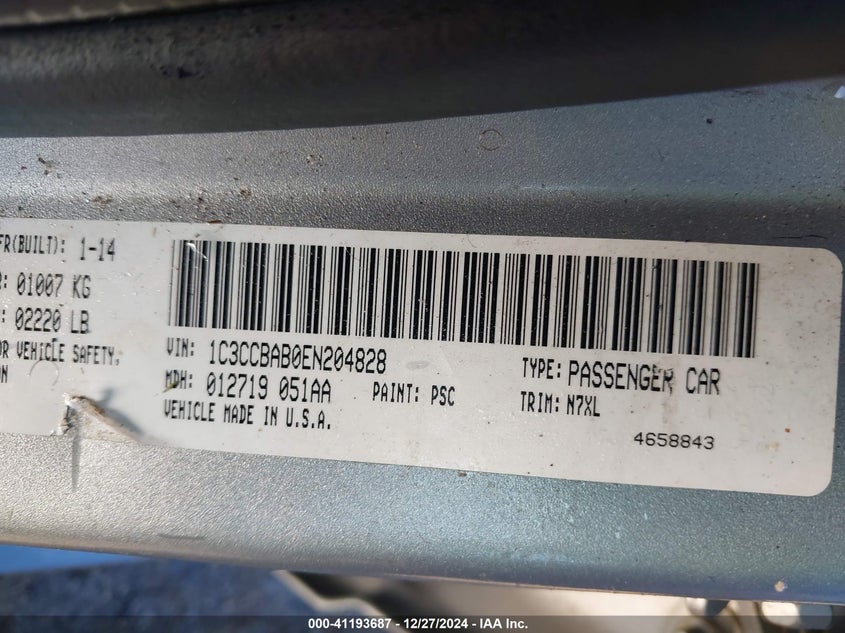 FR(BUILT): 1-14
: 01007 KG
: 02220 LB
OR VEHICLE SAFETY,
ON
VIN: 1C3CCBAB0EN204828
TYPE: PASSENGER CAR
MDH: 012719 051AA
PAINT: PSC
TRIM: N7XL
VEHICLE MADE IN U.S.A.
4658843
000-41193687 - 12/27/2024 - IAA Inc.